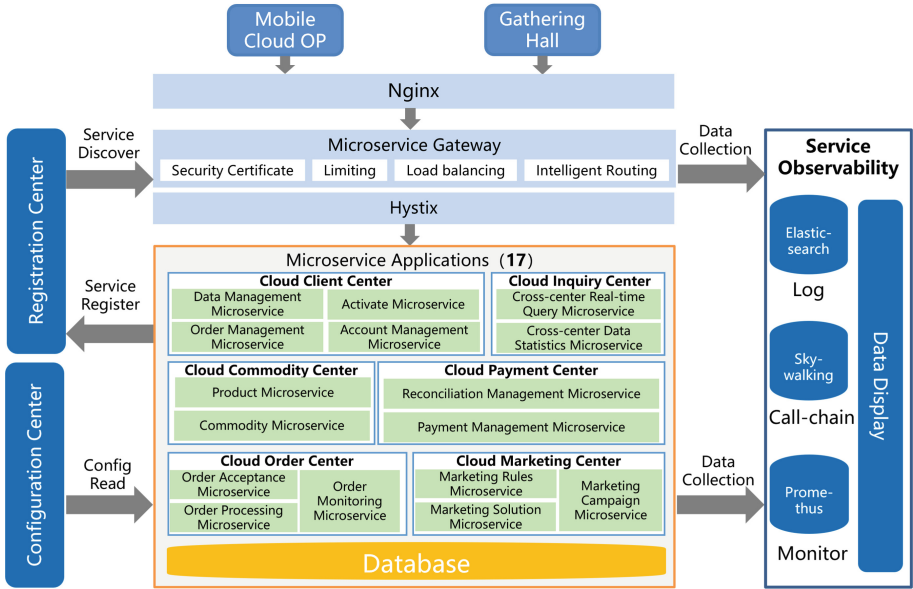 Mobile
Cloud OP
Gathering
Hall
Nginx
Service
Discover
Microservice Gateway
Security Certificate
Limiting
Load balancing
Intelligent Routing
Data
Collection
Hystix
Registration Center
Service
Register
Configuration Center
Config
Read
Microservice Applications (17)
Cloud Client Center
Data Management
Microservice
Activate Microservice
Order Management
Microservice
Account Management
Microservice
Cloud Inquiry Center
Cross-center Real-time
Query Microservice
Cross-center Data
Statistics Microservice
Cloud Commodity Center
Product Microservice
Commodity Microservice
Cloud Payment Center
Reconciliation Management Microservice
Payment Management Microservice
Cloud Order Center
Order Acceptance
Microservice
Order Processing
Microservice
Order
Monitoring
Microservice
Cloud Marketing Center
Marketing Rules
Microservice
Marketing Solution
Microservice
Marketing
Campaign
Microservice
Database
Data
Collection
Service
Observability
Elastic-
search
Log
Sky-
walking
Call-chain
Prome-
thus
Monitor
Data Display